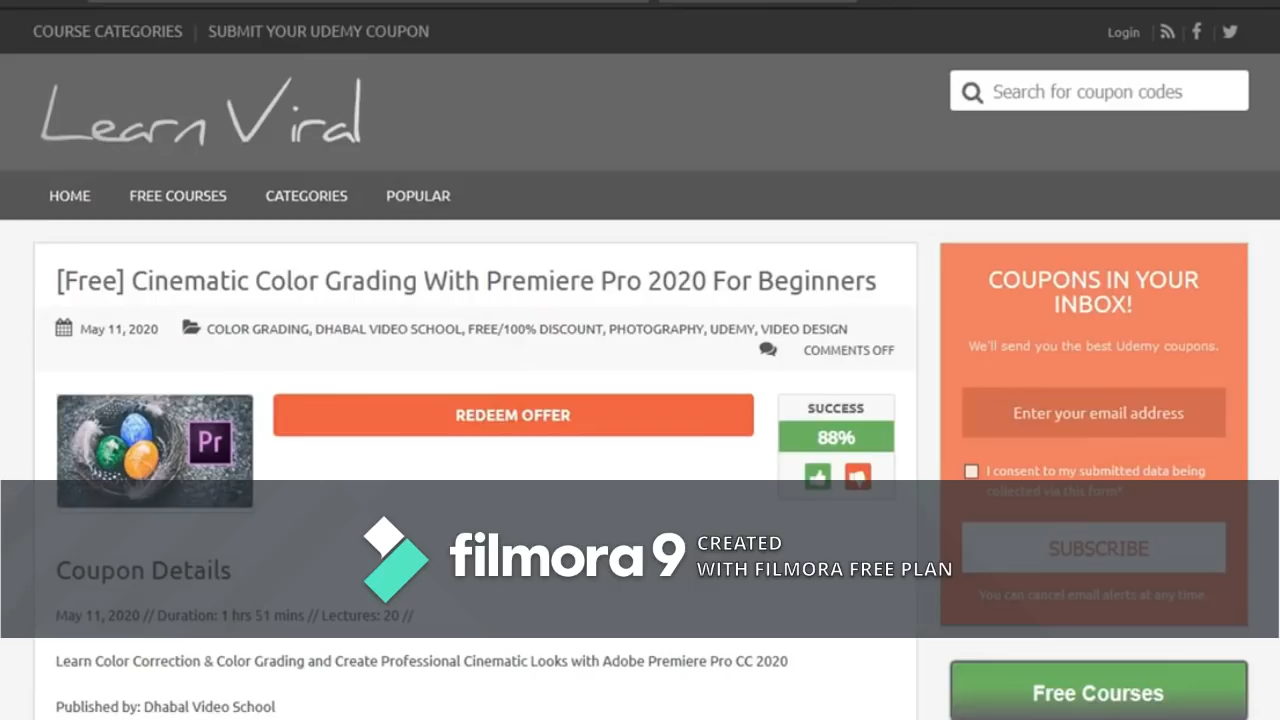 COURSE CATEGORIES | SUBMIT YOUR UDEMY COUPON
Login
Learn Viral
Search for coupon codes
HOME FREE COURSES CATEGORIES POPULAR
[Free] Cinematic Color Grading With Premiere Pro 2020 For Beginners
May 11, 2020 COLOR GRADING, DHABAL VIDEO SCHOOL, FREE/100% DISCOUNT, PHOTOGRAPHY, UDEMY, VIDEO DESIGN
COMMENTS OFF
Pr
REDEEM OFFER
SUCCESS
88%
COUPONS IN YOUR
INBOX!
We'll send you the best Udemy coupons.
Enter your email address
I consent to my submitted data being
collected via this form*
SUBSCRIBE
You can cancel email alerts at any time.
filmora 9
CREATED
WITH FILMORA FREE PLAN
Coupon Details
May 11, 2020 // Duration: 1 hrs 51 mins // Lectures: 20 //
Learn Color Correction & Color Grading and Create Professional Cinematic Looks with Adobe Premiere Pro CC 2020
Published by: Dhabal Video School
Free Courses